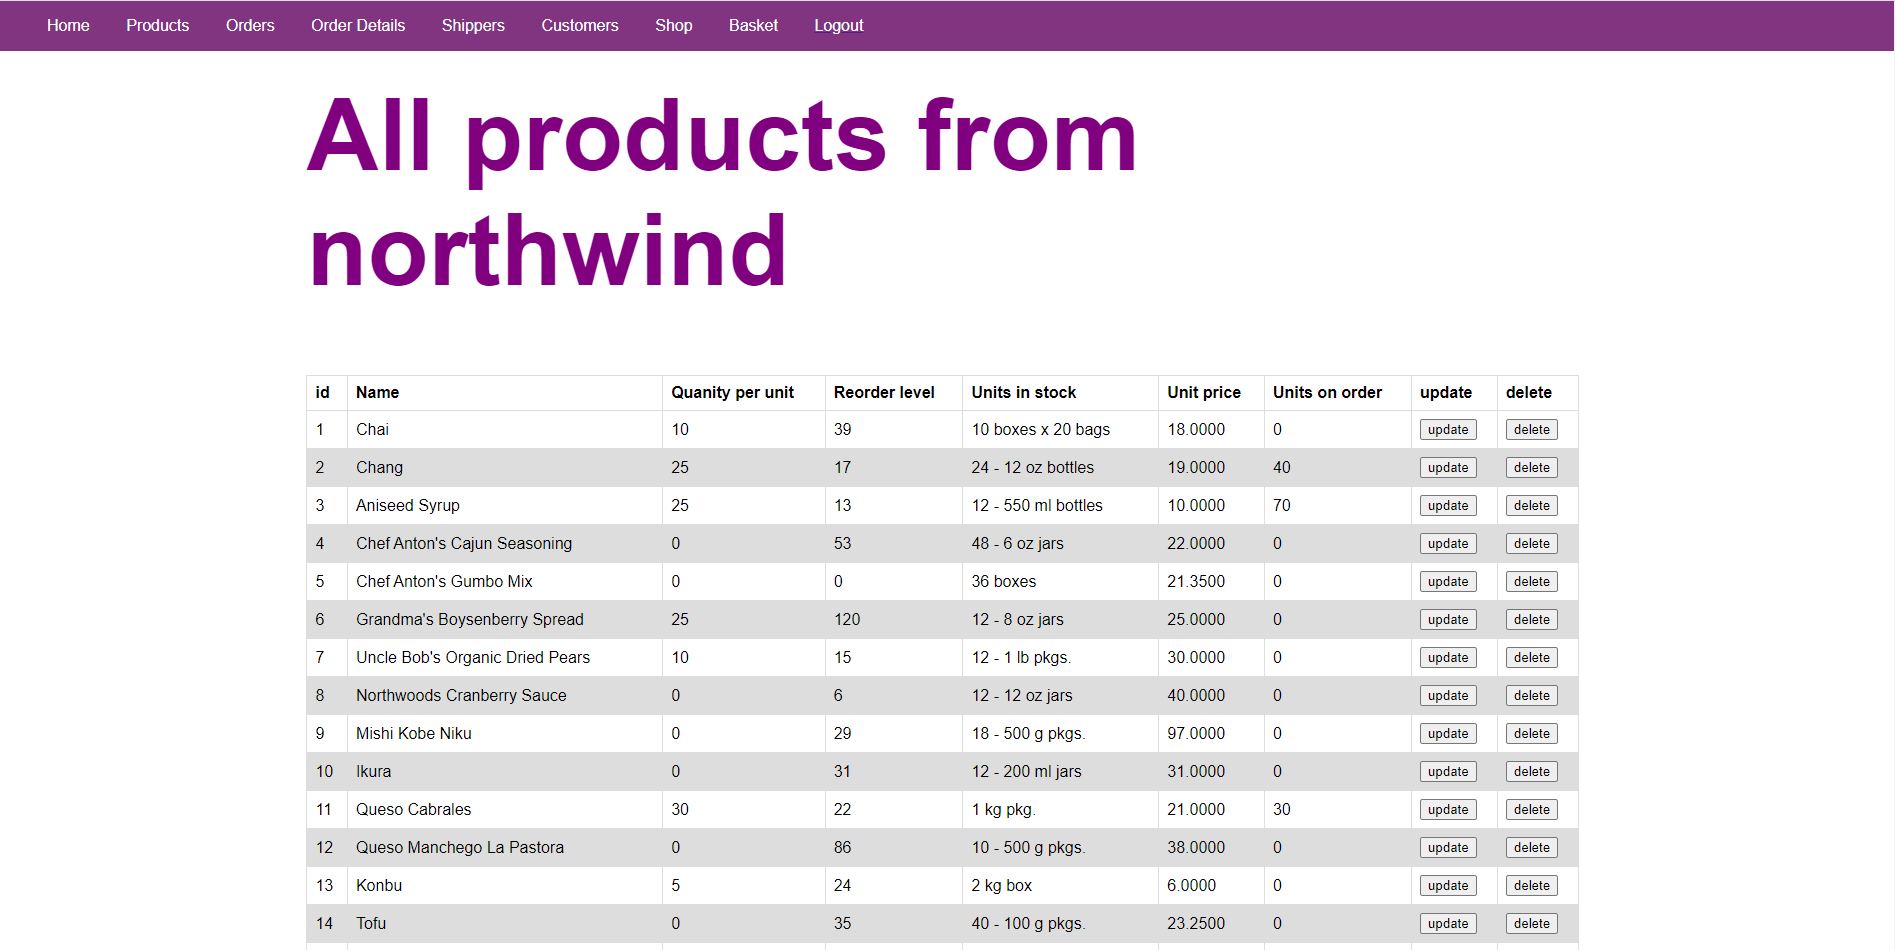 Home Products Orders Order Details Shippers Customers Shop Basket Logout
All products from
northwind
id Name Quanity per unit Reorder level Units in stock Unit price Units on order update delete
1 Chai 10 39 10 boxes x 20 bags 18.0000 0 update delete
2 Chang 25 17 24 - 12 oz bottles 19.0000 40 update delete
3 Aniseed Syrup 25 13 12 - 550 ml bottles 10.0000 70 update delete
4 Chef Anton's Cajun Seasoning 0 53 48 - 6 oz jars 22.0000 0 update delete
5 Chef Anton's Gumbo Mix 0 0 36 boxes 21.3500 0 update delete
6 Grandma's Boysenberry Spread 25 120 12 - 8 oz jars 25.0000 0 update delete
7 Uncle Bob's Organic Dried Pears 10 15 12 - 1 lb pkgs. 30.0000 0 update delete
8 Northwoods Cranberry Sauce 0 6 12 - 12 oz jars 40.0000 0 update delete
9 Mishi Kobe Niku 0 29 18 - 500 g pkgs. 97.0000 0 update delete
10 Ikura 0 31 12 - 200 ml jars 31.0000 0 update delete
11 Queso Cabrales 30 22 1 kg pkg. 21.0000 30 update delete
12 Queso Manchego La Pastora 0 86 10 - 500 g pkgs. 38.0000 0 update delete
13 Konbu 5 24 2 kg box 6.0000 0 update delete
14 Tofu 0 35 40 - 100 g pkgs. 23.2500 0 update delete